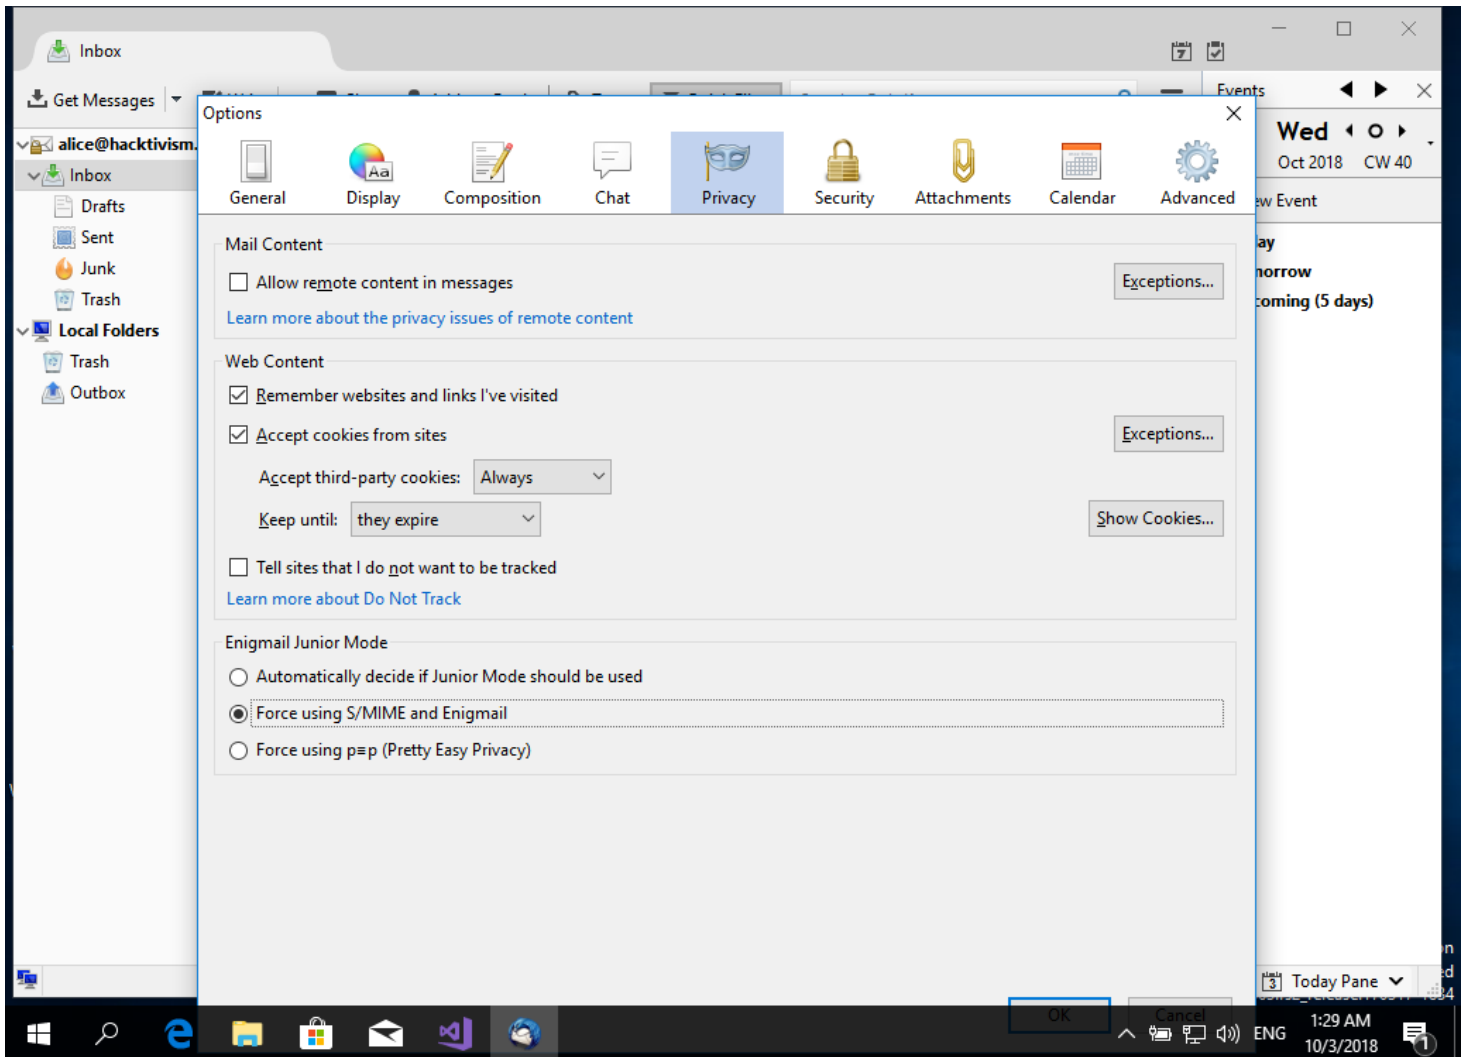 Inbox
Get Messages
Events
Options
alice@hacktivism.
Wed
Oct 2018 CW 40
Inbox
General Display Composition Chat Privacy Security Attachments Calendar Advanced
Drafts
ew Event
Sent
Mail Content
ay
Junk
Allow remote content in messages
Exceptions...
Trash
coming (5 days)
Learn more about the privacy issues of remote content
Local Folders
Trash
Web Content
Outbox
Remember websites and links I've visited
Accept cookies from sites
Exceptions...
Accept third-party cookies: Always
Keep until: they expire
Show Cookies...
Tell sites that I do not want to be tracked
Learn more about Do Not Track
Enigmail Junior Mode
Automatically decide if Junior Mode should be used
Force using S/MIME and Enigmail
Force using p≡p (Pretty Easy Privacy)
Today Pane
OK Cancel
ENG
1:29 AM
10/3/2018